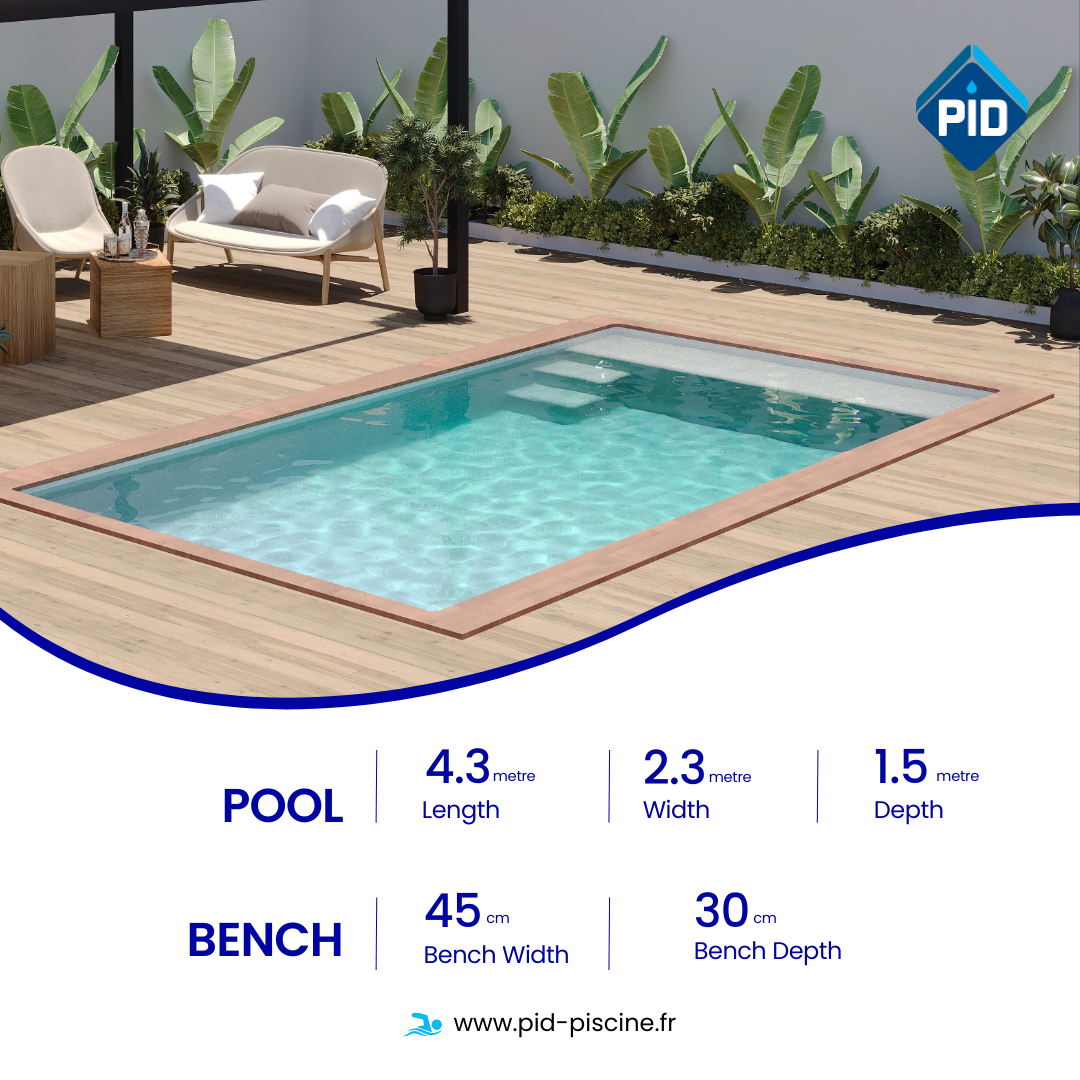 PID
POOL
4.3 metre
Length
2.3 metre
Width
1.5 metre
Depth
BENCH
45 cm
Bench Width
30 cm
Bench Depth
www.pid-piscine.fr